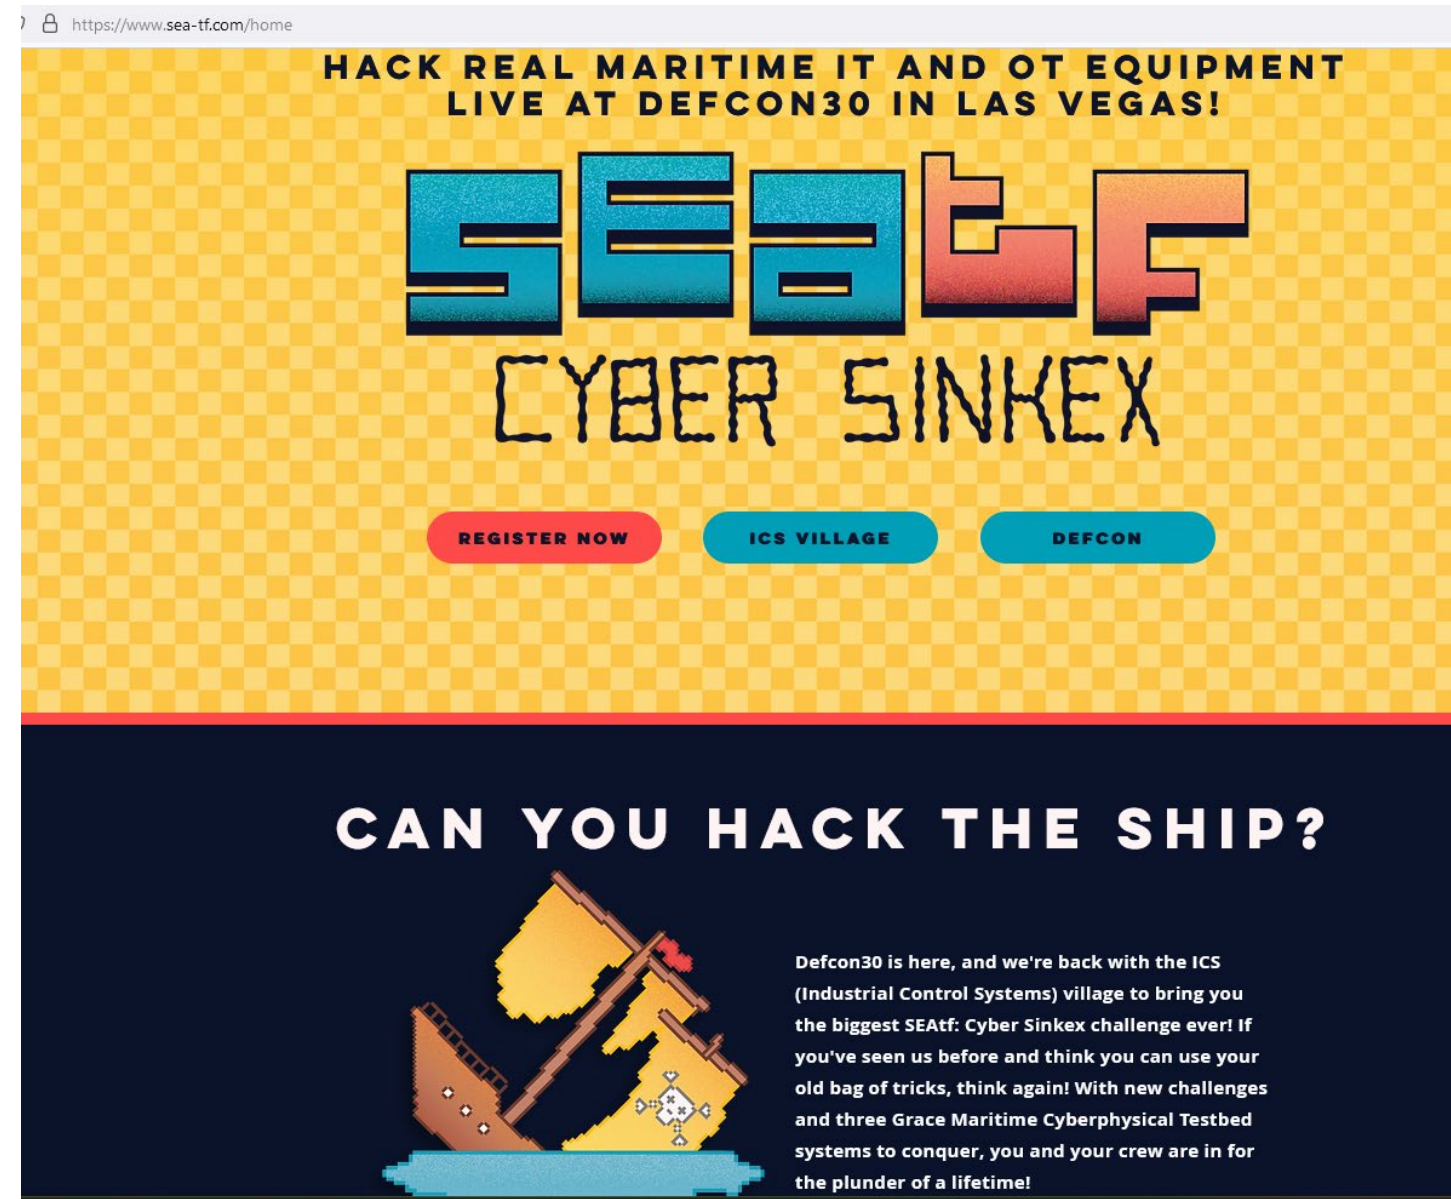 https://www.sea-tf.com/home
HACK REAL MARITIME IT AND OT EQUIPMENT
LIVE AT DEFCON30 IN LAS VEGAS!
SEAtF
CYBER SINKEX
REGISTER NOW
ICS VILLAGE
DEFCON
CAN YOU HACK THE SHIP?
Defcon30 is here, and we're back with the ICS
(Industrial Control Systems) village to bring you
the biggest SEAtf: Cyber Sinkex challenge ever! If
you've seen us before and think you can use your
old bag of tricks, think again! With new challenges
and three Grace Maritime Cyberphysical Testbed
systems to conquer, you and your crew are in for
the plunder of a lifetime!